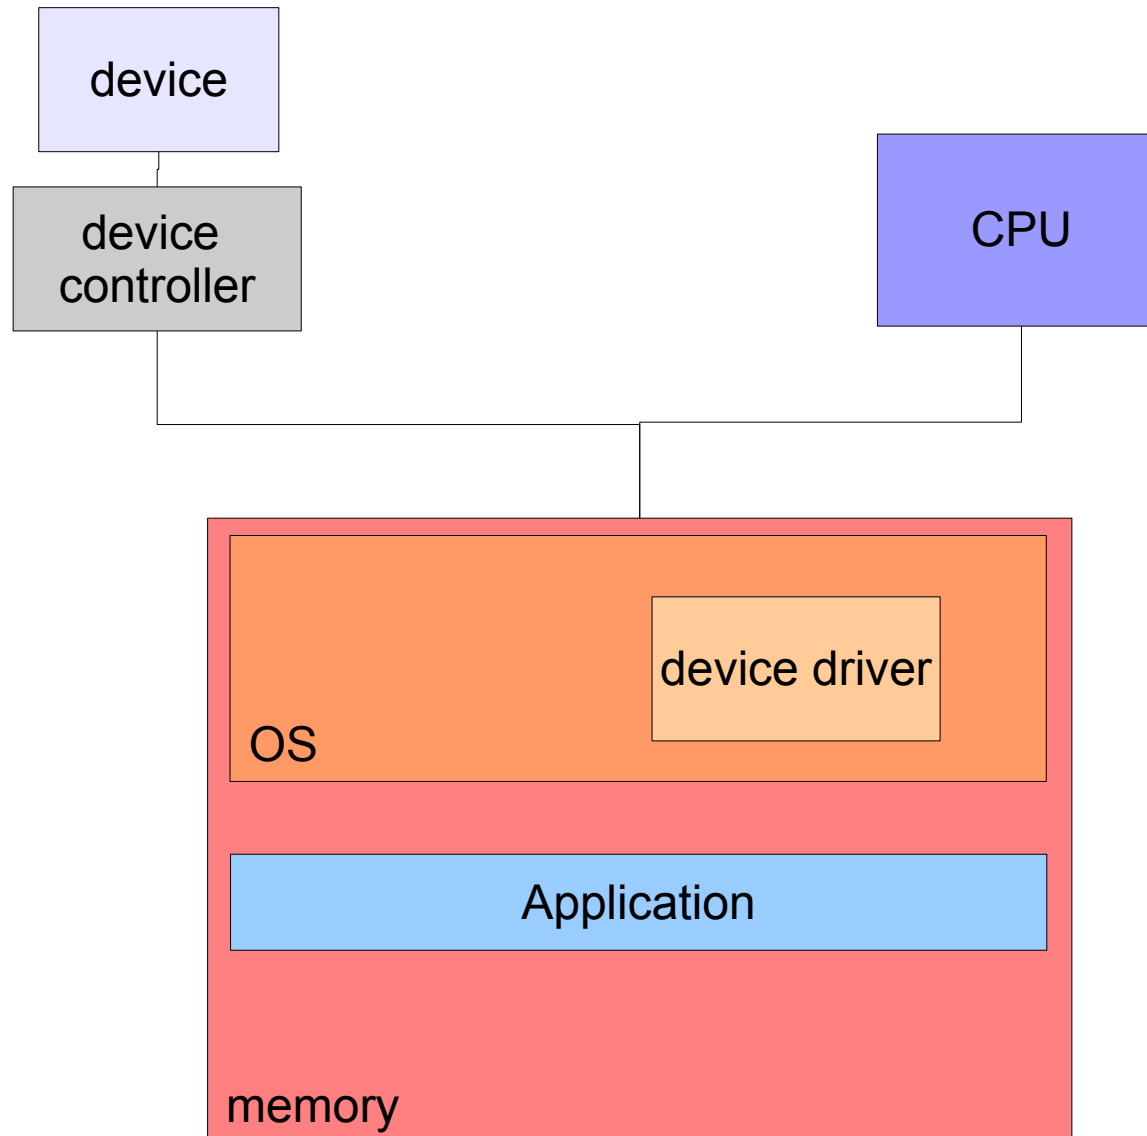 device
device
controller
CPU
device driver
OS
Application
memory